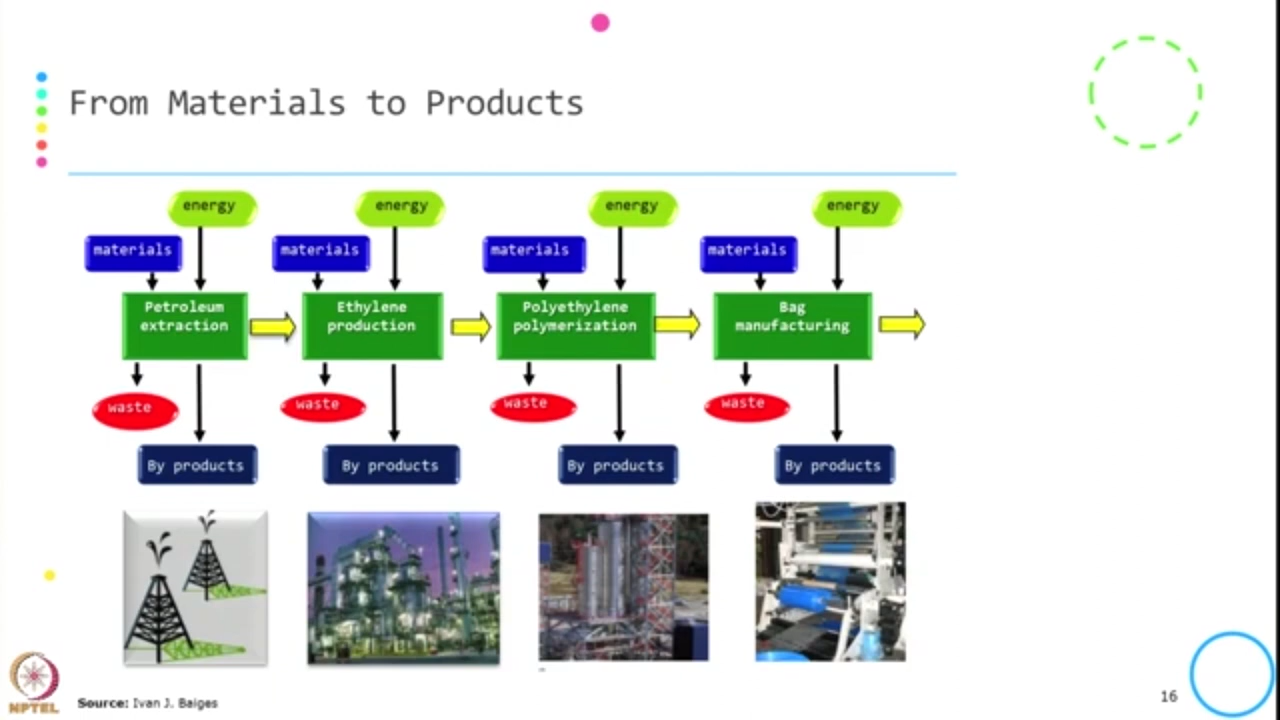 From Materials to Products
energy
energy
energy
energy
materials
materials
materials
materials
Petroleum
extraction
Ethylene
production
Polyethylene
polymerization
Bag
manufacturing
waste
waste
waste
waste
By products
By products
By products
By products
NPTEL
Source: Ivan J. Baiges
16